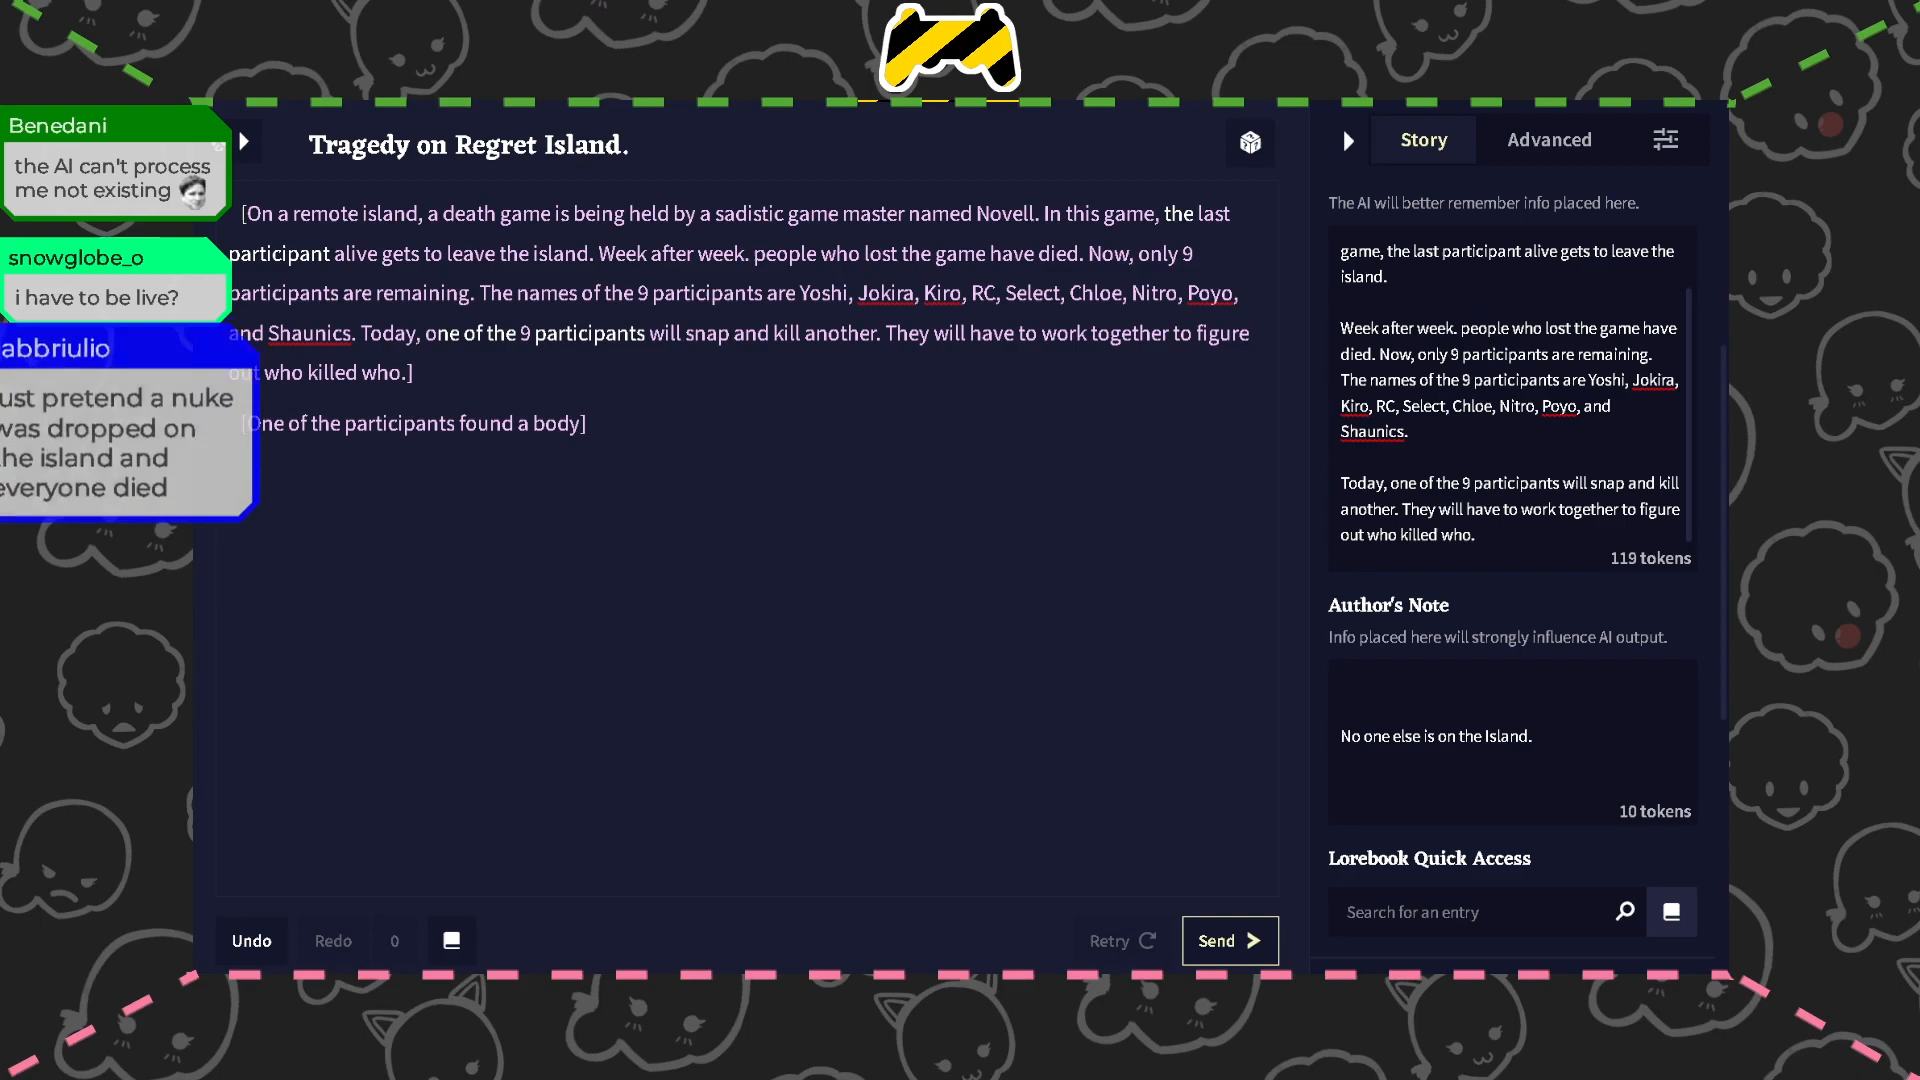 Benedani
the AI can't process
me not existing
snowglobe_o
i have to be live?
abbriulio
ust pretend a nuke
was dropped on
he island and
everyone died
Tragedy on Regret Island.
[On a remote island, a death game is being held by a sadistic game master named Novell. In this game, the last
participant alive gets to leave the island. Week after week. people who lost the game have died. Now, only 9
participants are remaining. The names of the 9 participants are Yoshi, Jokira, Kiro, RC, Select, Chloe, Nitro, Poyo,
and Shaunics. Today, one of the 9 participants will snap and kill another. They will have to work together to figure
out who killed who.]
[One of the participants found a body]
Undo
Redo
0
Retry
Send
Story
Advanced
The AI will better remember info placed here.
game, the last participant alive gets to leave the
island.
Week after week. people who lost the game have
died. Now, only 9 participants are remaining.
The names of the 9 participants are Yoshi, Jokira,
Kiro, RC, Select, Chloe, Nitro, Poyo, and
Shaunics.
Today, one of the 9 participants will snap and kill
another. They will have to work together to figure
out who killed who.
119 tokens
Author's Note
Info placed here will strongly influence AI output.
No one else is on the Island.
10 tokens
Lorebook Quick Access
Search for an entry